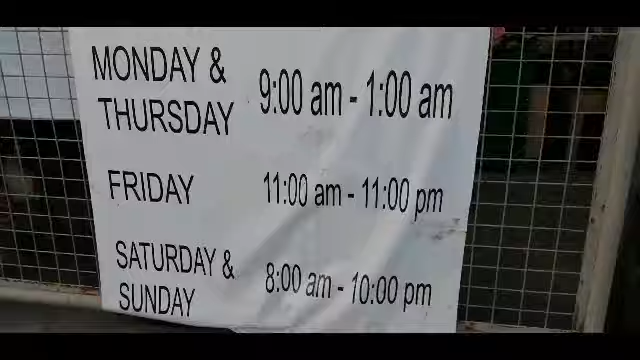 MONDAY &
THURSDAY 9:00 am - 1:00 am
FRIDAY 11:00 am - 11:00 pm
SATURDAY &
SUNDAY 8:00 am - 10:00 pm